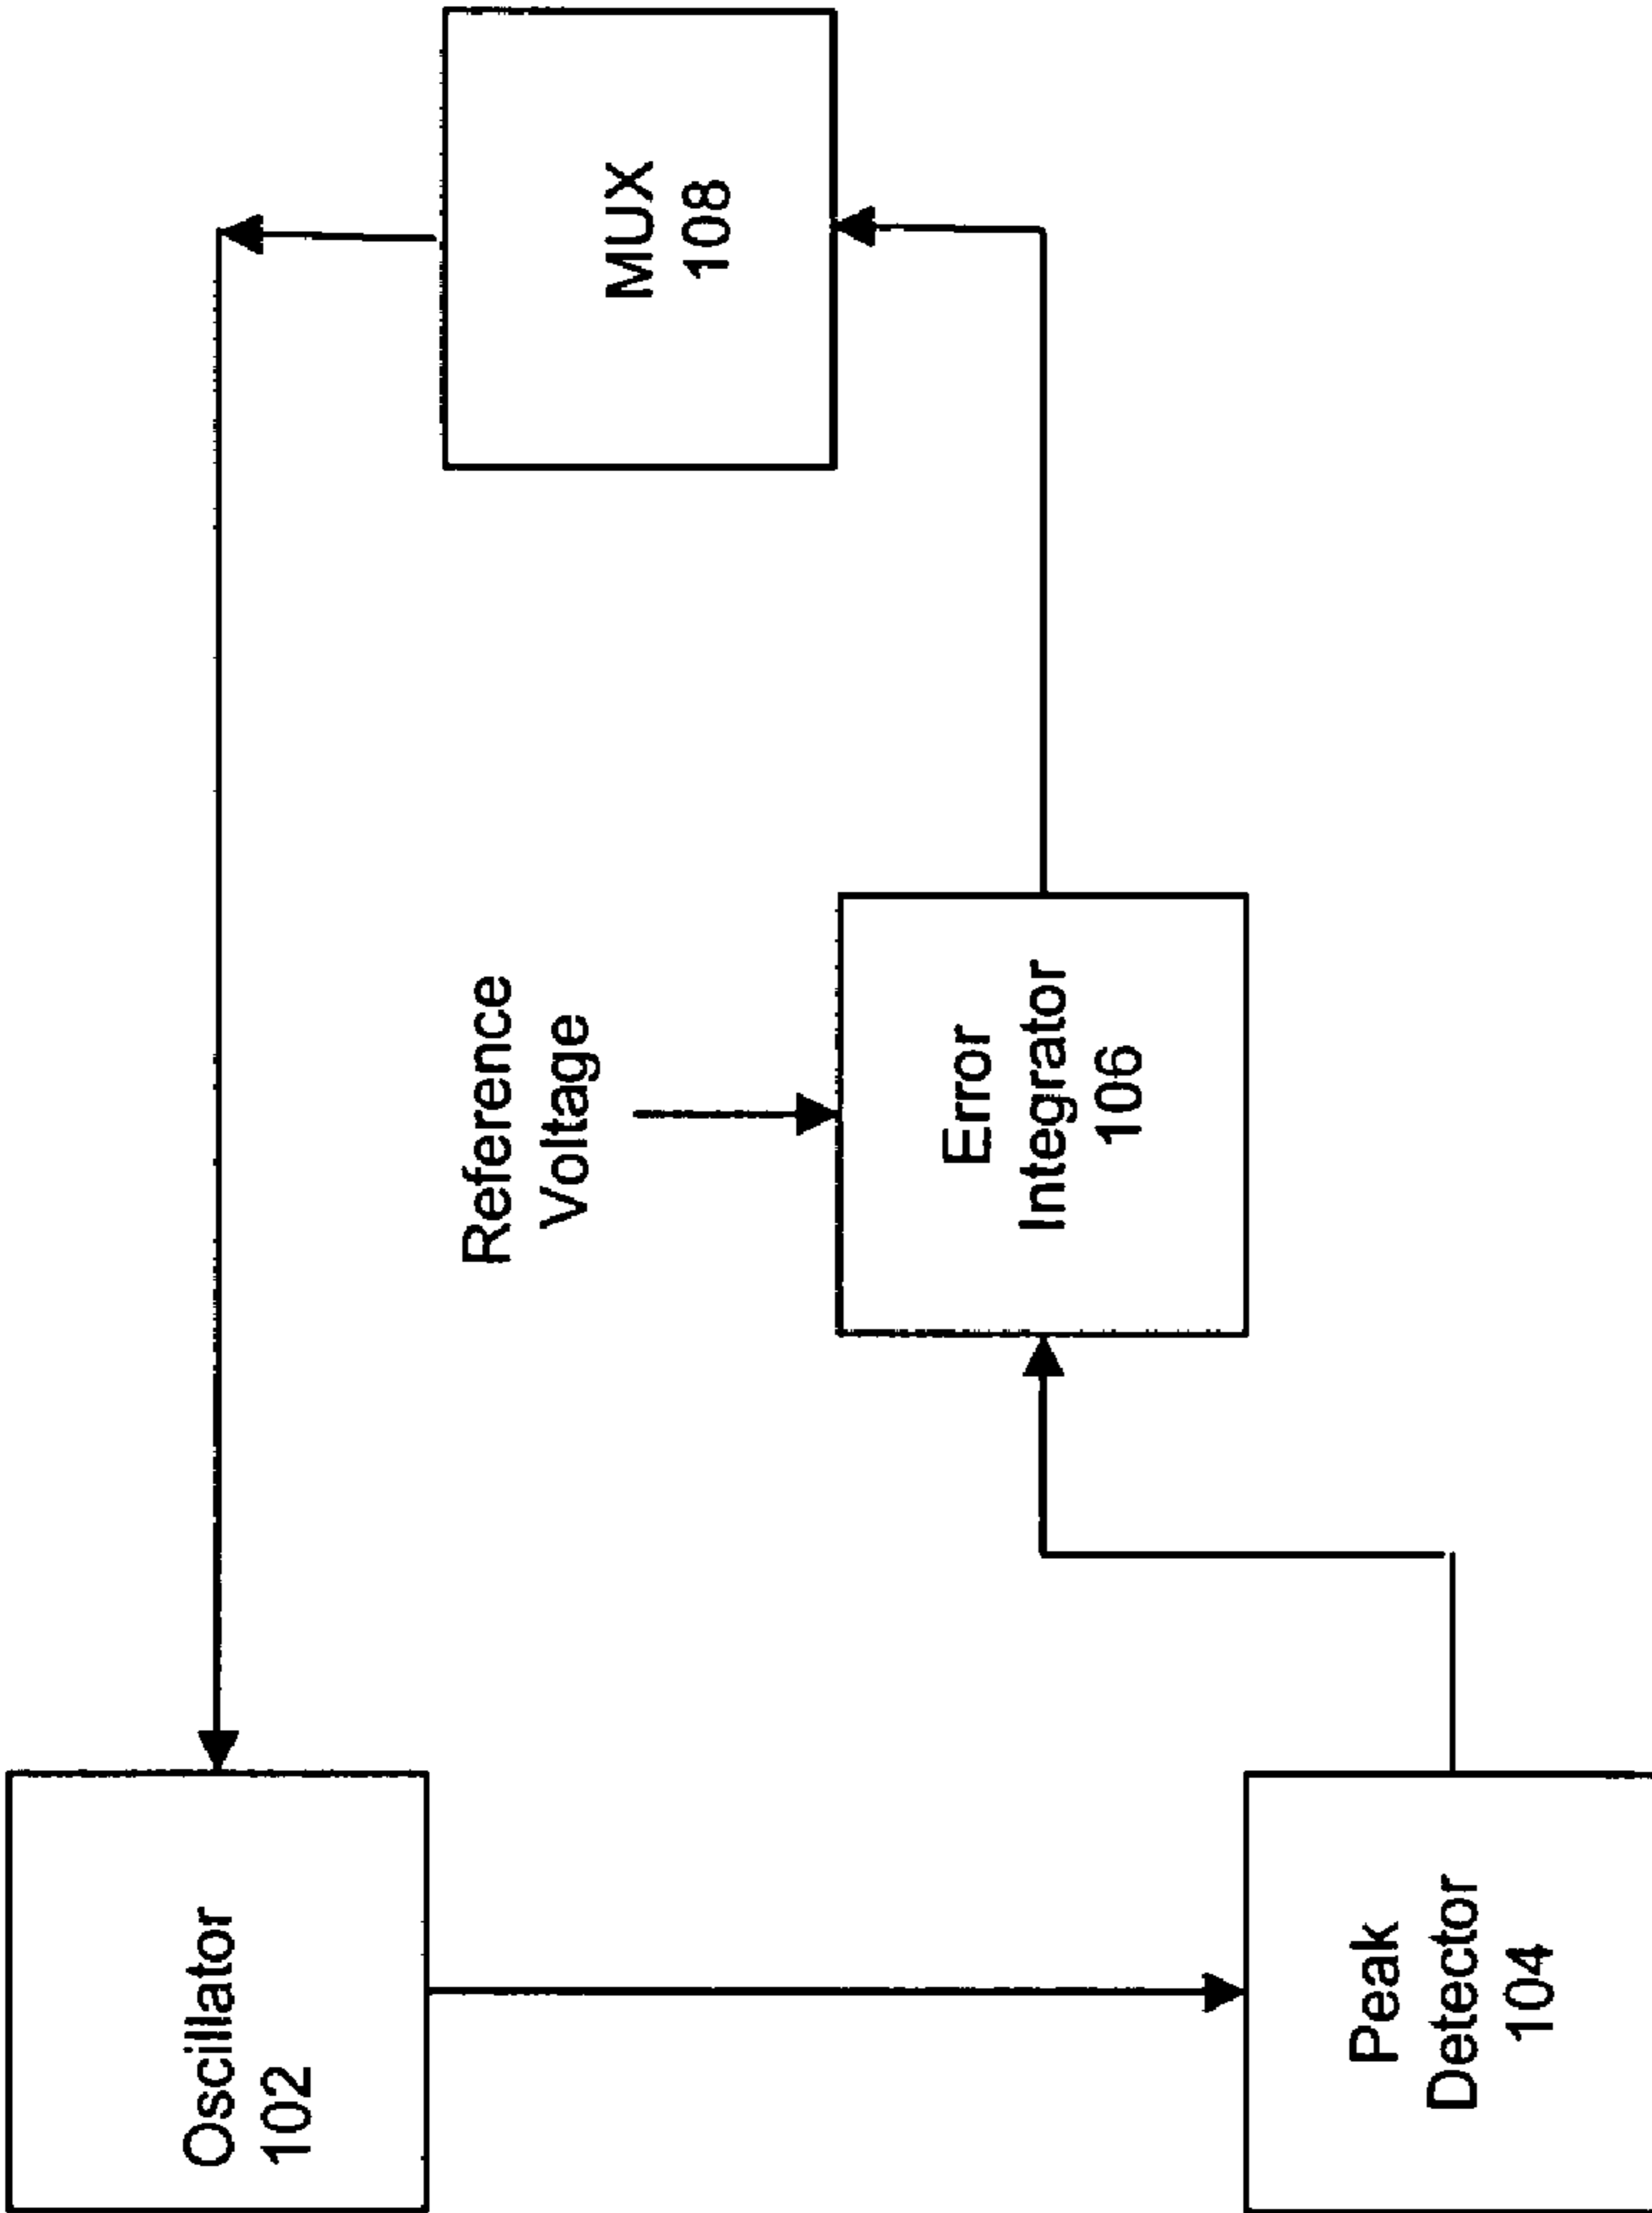 Oscillator
102
Reference
Voltage
MUX
108
Error
Integrator
106
Peak
Detector
104